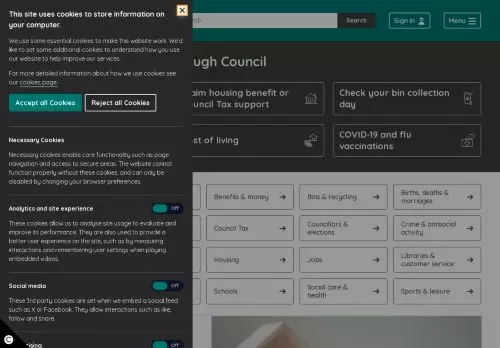 This site uses cookies to store information on
your computer.
We use some essential cookies to make this website work. We'd
like to set some additional cookies to understand how you use
our website to help improve our services
For more detailed information about how we use cookies see
our cookies page.
Accept all Cookies
Reject all Cookies
Necessary Cookies
Necessary cookies enable core functionality such as page
navigation and access to secure areas. The website cannot
function properly without these cookies, and can only be
disabled by changing your browser preferences.
Analytics and site experience
Off
These cookies allow us to analyse site usage to evaluate and
improve its performance. They are also used to provide a
better user experience on the site, such as by measuring
interactions and remembering user settings when playing
embedded videos.
Social media
Off
These 3rd party cookies are set when we embed a social feed
such as X or Facebook. They allow interactions such as like,
follow and share.
Off
Search
Sign in
Menu
ugh Council
aim housing benefit or
uncil Tax support
Check your bin collection
day
st of living
COVID-19 and flu
vaccinations
Benefits & money
Bins & recycling
Births, deaths &
marriages
Council Tax
Councillors &
elections
Crime & antisocial
activity
Housing
Jobs
Libraries &
customer service
Schools
Social care &
health
Sports & leisure